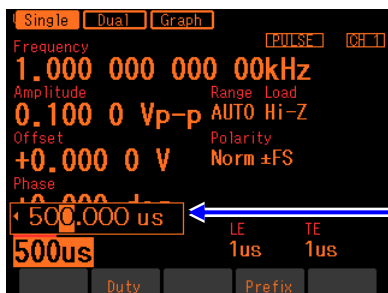 Single Dual Graph
PULSE CH 1
Frequency
1.000 000 000 00kHz
Amplitude Range Load
0.100 0 Vp-p AUTO Hi-Z
Offset Polarity
+0.000 0 V Norm ±FS
Phase
500.000 us
LE TE
500us 1us 1us
Duty Prefix